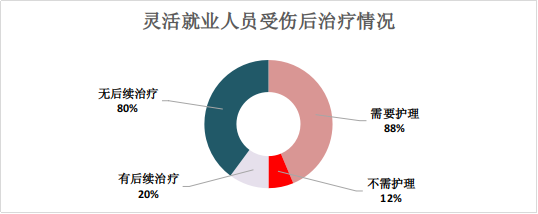 灵活就业人员受伤后治疗情况
无后续治疗
80%
需要护理
88%
有后续治疗
20%
不需护理
12%